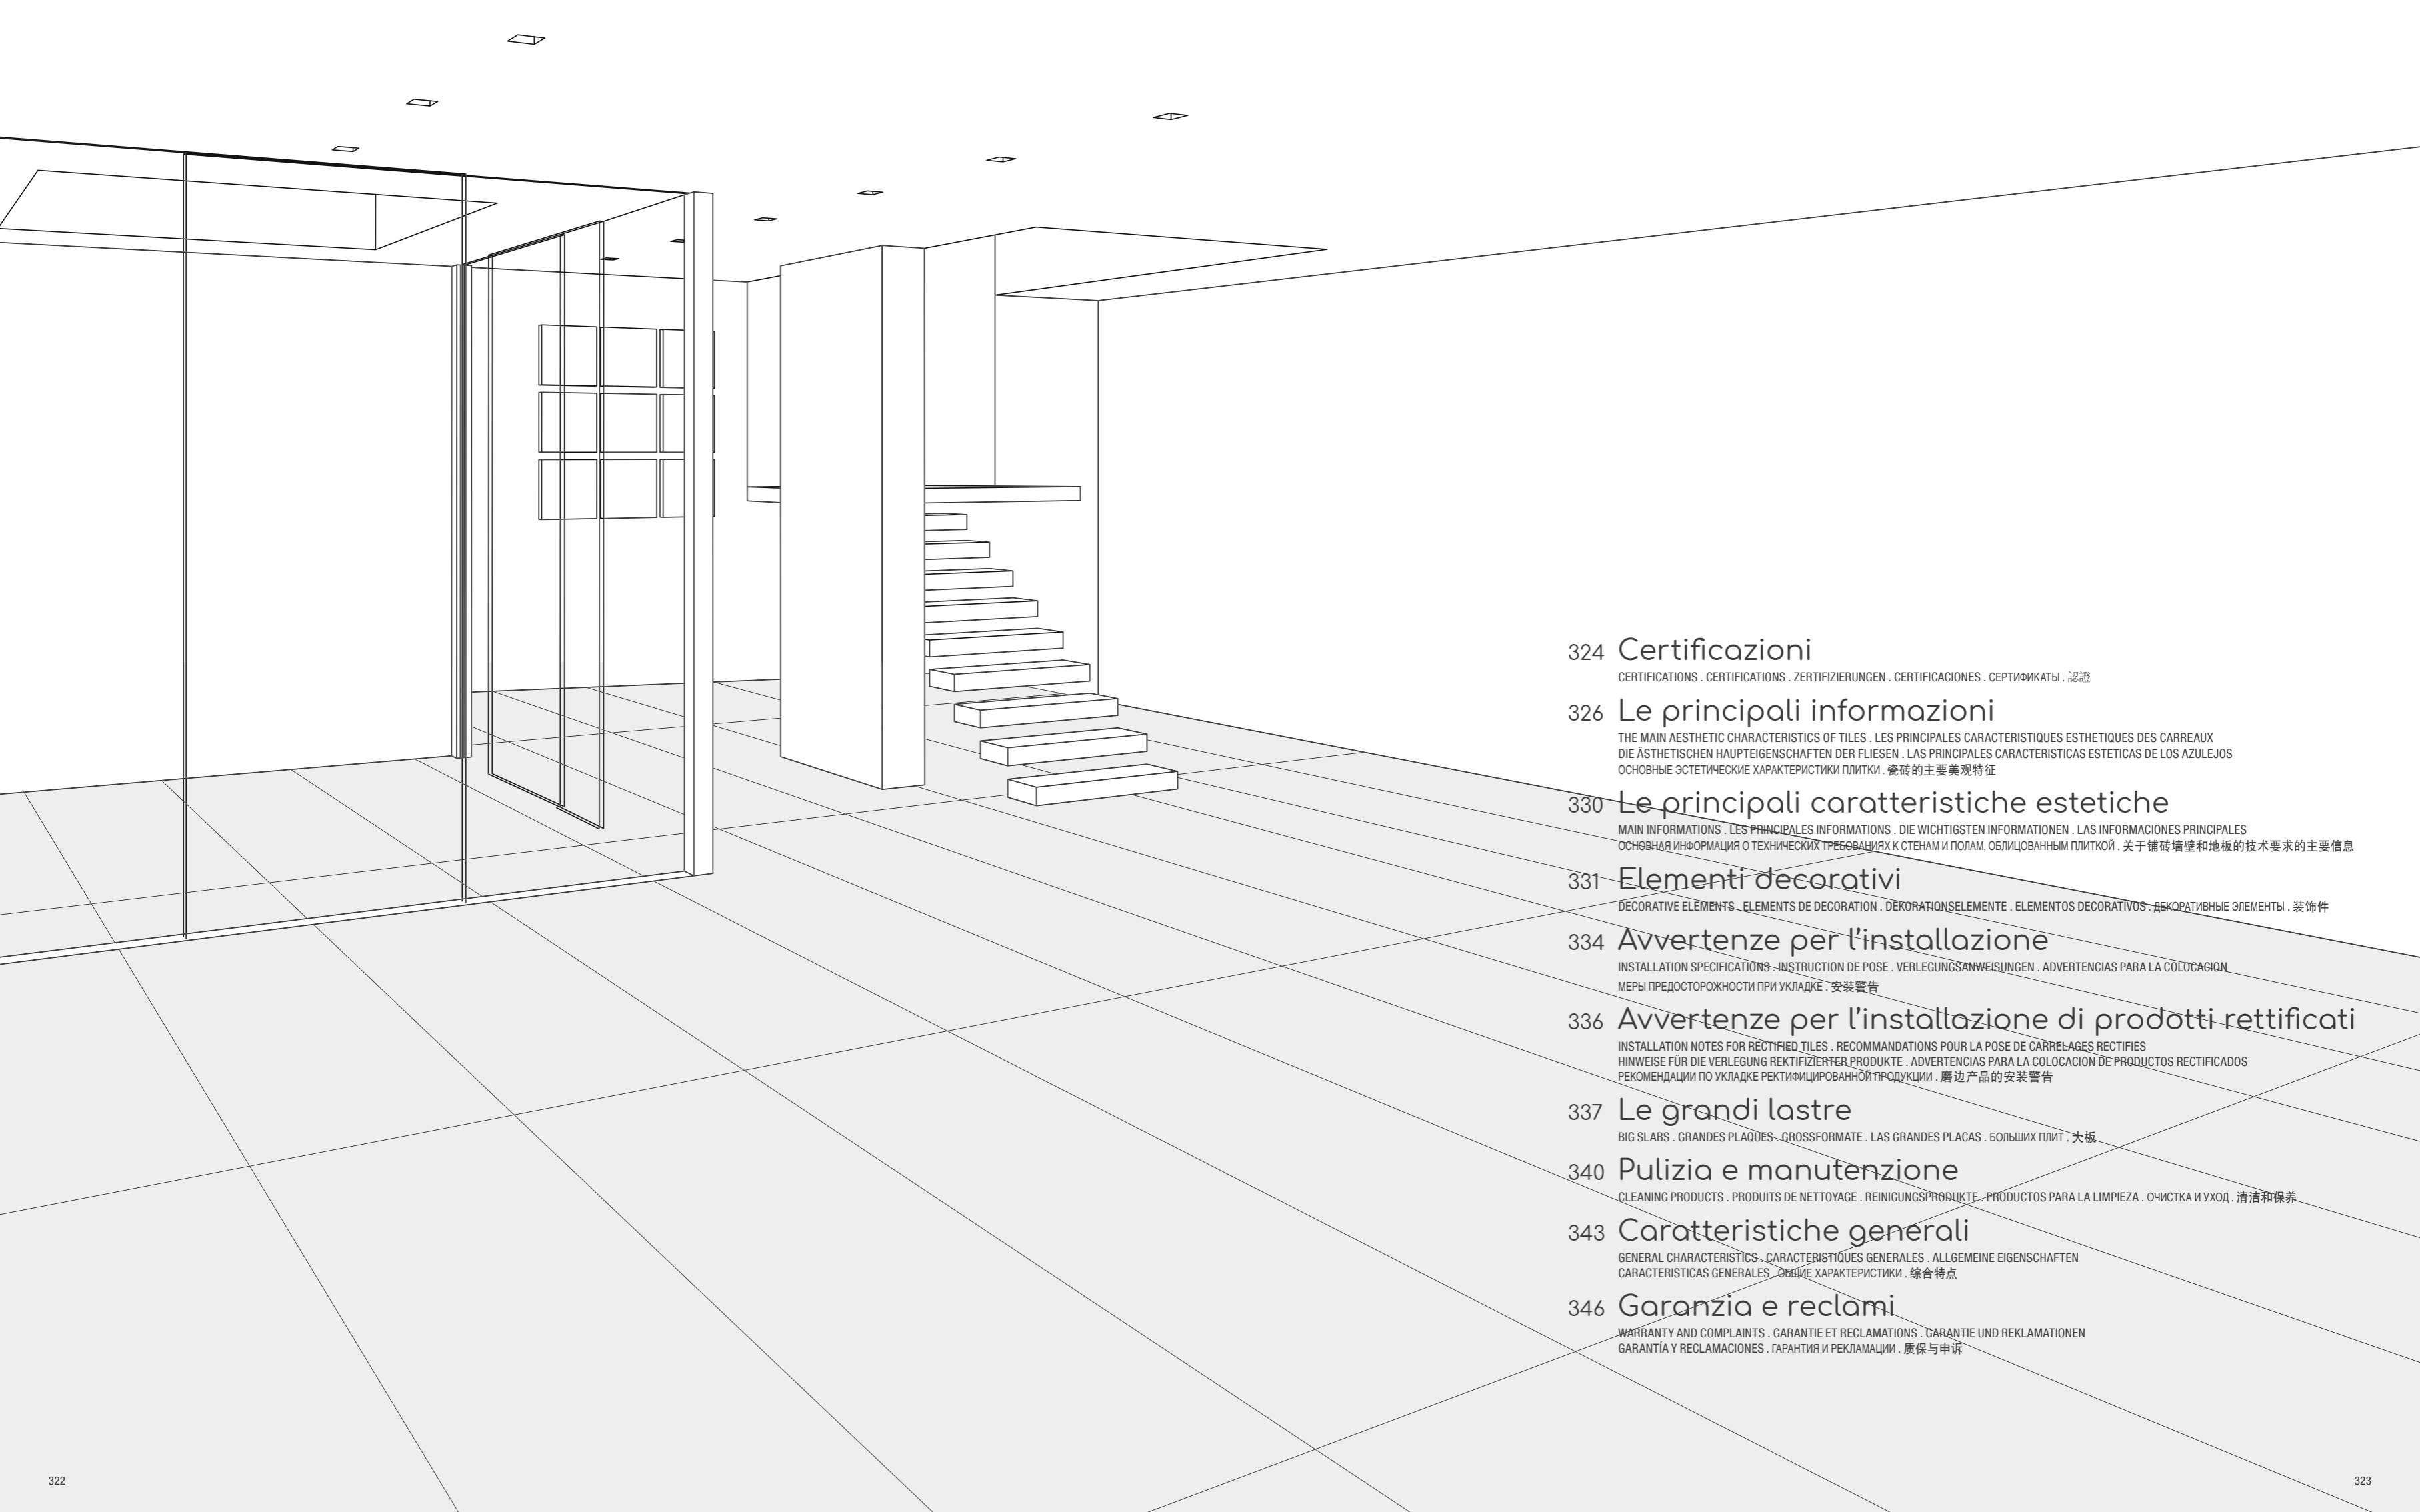 324 Certificazioni
CERTIFICATIONS . CERTIFICATIONS . ZERTIFIZIERUNGEN . CERTIFICACIONES . СЕРТИФИКАТЫ . 認證
326 Le principali informazioni
THE MAIN AESTHETIC CHARACTERISTICS OF TILES . LES PRINCIPALES CARACTERISTIQUES ESTHETIQUES DES CARREAUX
DIE ÄSTHETISCHEN HAUPTEIGENSCHAFTEN DER FLIESEN . LAS PRINCIPALES CARACTERISTICAS ESTETICAS DE LOS AZULEJOS
ОСНОВНЫЕ ЭСТЕТИЧЕСКИЕ ХАРАКТЕРИСТИКИ ПЛИТКИ . 瓷砖的主要美观特征
330 Le principali caratteristiche estetiche
MAIN INFORMATIONS . LES PRINCIPALES INFORMATIONS . DIE WICHTIGSTEN INFORMATIONEN . LAS INFORMACIONES PRINCIPALES
ОСНОВНАЯ ИНФОРМАЦИЯ О ТЕХНИЧЕСКИХ ТРЕБОВАНИЯХ К СТЕНАМ И ПОЛАМ, ОБЛИЦОВАННЫМ ПЛИТКОЙ . 关于铺砖墙壁和地板的技术要求的主要信息
331 Elementi decorativi
DECORATIVE ELEMENTS . ELEMENTS DE DECORATION . DEKORATIONSELEMENTE . ELEMENTOS DECORATIVOS . ДЕКОРАТИВНЫЕ ЭЛЕМЕНТЫ . 装饰件
334 Avvertenze per l’installazione
INSTALLATION SPECIFICATIONS . INSTRUCTION DE POSE . VERLEGUNGSANWEISUNGEN . ADVERTENCIAS PARA LA COLOCACION
МЕРЫ ПРЕДОСТОРОЖНОСТИ ПРИ УКЛАДКЕ . 安装警告
336 Avvertenze per l’installazione di prodotti rettificati
INSTALLATION NOTES FOR RECTIFIED TILES . RECOMMANDATIONS POUR LA POSE DE CARRELAGES RECTIFIES
HINWEISE FÜR DIE VERLEGUNG REKTIFIZIERTER PRODUKTE . ADVERTENCIAS PARA LA COLOCACION DE PRODUCTOS RECTIFICADOS
РЕКОМЕНДАЦИИ ПО УКЛАДКЕ РЕКТИФИЦИРОВАННОЙ ПРОДУКЦИИ . 磨边产品的安装警告
337 Le grandi lastre
BIG SLABS . GRANDES PLAQUES . GROSSFORMATE . LAS GRANDES PLACAS . БОЛЬШИХ ПЛИТ . 大板
340 Pulizia e manutenzione
CLEANING PRODUCTS . PRODUITS DE NETTOYAGE . REINIGUNGSPRODUKTE . PRODUCTOS PARA LA LIMPIEZA . ОЧИСТКА И УХОД . 清洁和保养
343 Caratteristiche generali
GENERAL CHARACTERISTICS . CARACTERISTIQUES GENERALES . ALLGEMEINE EIGENSCHAFTEN
CARACTERISTICAS GENERALES . ОБЩИЕ ХАРАКТЕРИСТИКИ . 综合特点
346 Garanzia e reclami
WARRANTY AND COMPLAINTS . GARANTIE ET RECLAMATIONS . GARANTIE UND REKLAMATIONEN
GARANTÍA Y RECLAMACIONES . ГАРАНТИЯ И РЕКЛАМАЦИИ . 质保与申诉
322
323